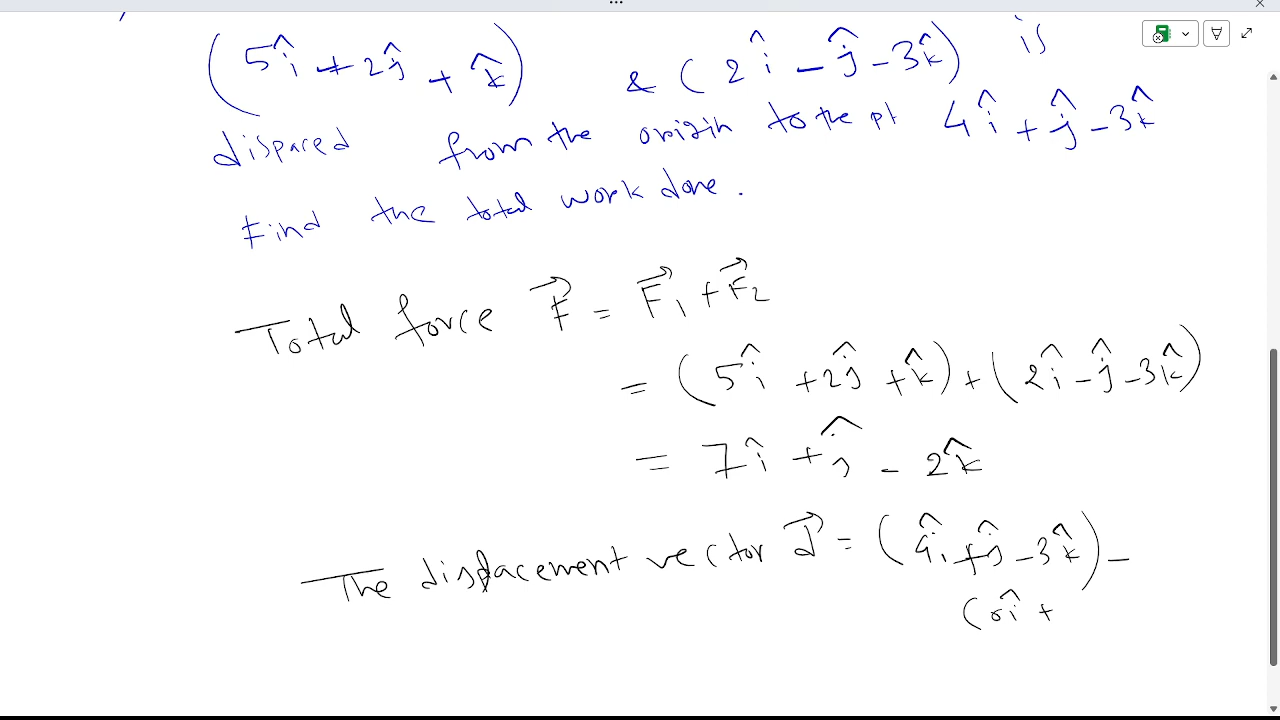 (5î + 2ĵ + k̂) & (2î - ĵ - 3k̂) is
dispaced from the origin to the pt 4î + ĵ - 3k̂
Find the total work done.
Total force F⃗ = F⃗₁ + F⃗₂
= (5î + 2ĵ + k̂) + (2î - ĵ - 3k̂)
= 7î + ĵ - 2k̂
The displacement vector d⃗ = (4î + ĵ - 3k̂) -
(0î +